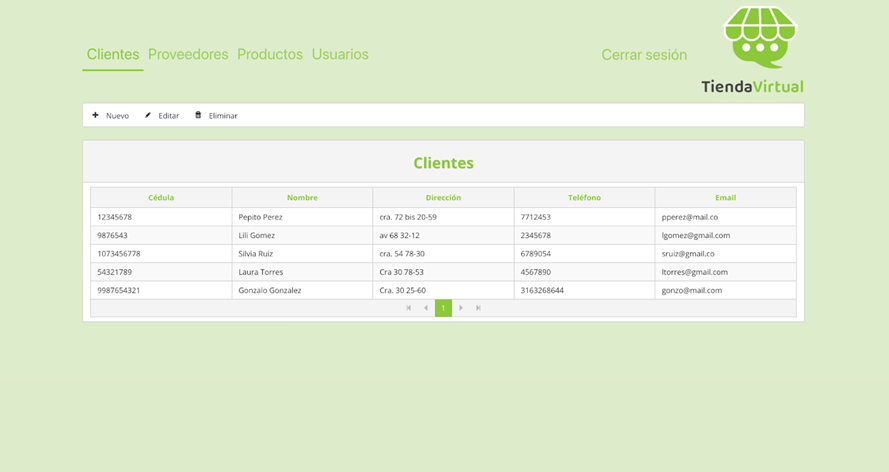 Clientes Proveedores Productos Usuarios Cerrar sesión
TiendaVirtual
Nuevo Editar Eliminar
Clientes
Cédula Nombre Dirección Teléfono Email
12345678 Pepito Perez cra. 72 bis 20-59 7712453 pperez@mail.co
9876543 Lili Gomez av 68 32-12 2345678 lgomez@gmail.com
1073456778 Silvia Ruiz cra. 54 78-30 6789054 sruiz@gmail.co
54321789 Laura Torres Cra 30 78-53 4567890 ltorres@gmail.com
9987654321 Gonzalo Gonzalez Cra. 30 25-60 3163268644 gonzo@mail.com
1